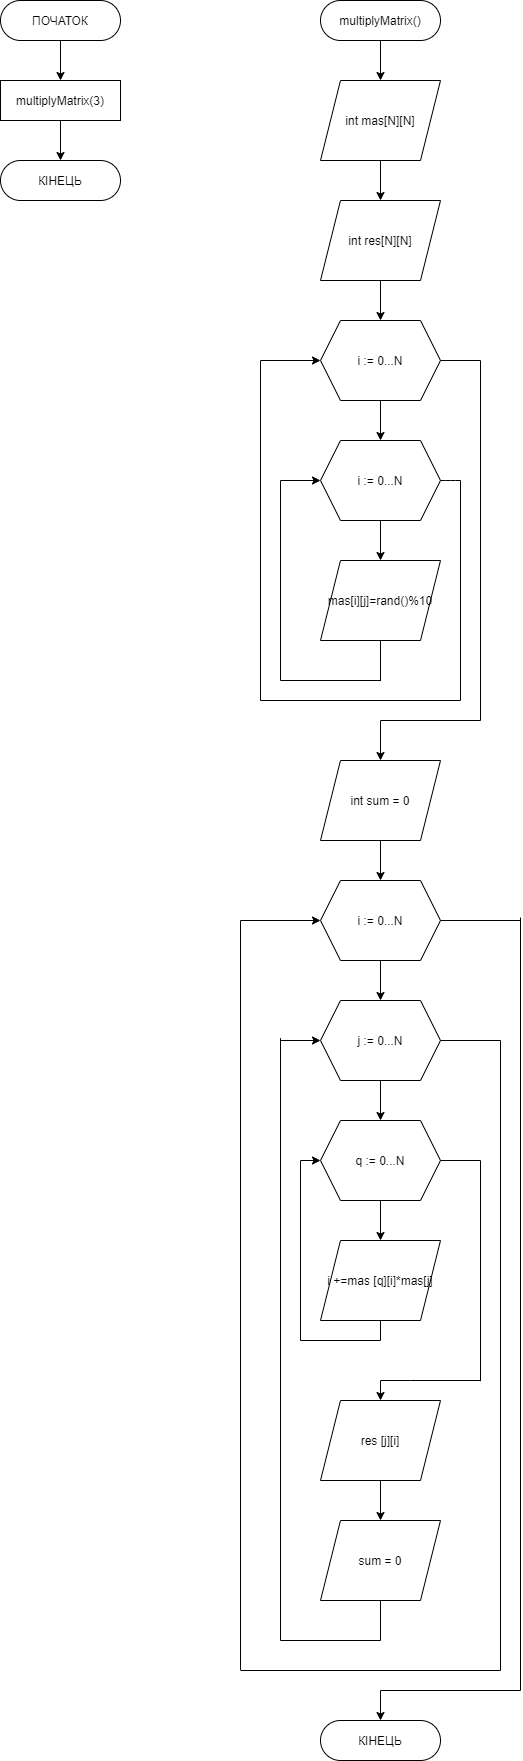 ПОЧАТОК
multiplyMatrix(3)
КІНЕЦЬ
multiplyMatrix()
int mas[N][N]
int res[N][N]
i := 0...N
i := 0...N
mas[i][j]=rand()%10
int sum = 0
i := 0...N
j := 0...N
q := 0...N
i +=mas [q][i]*mas[j]
res [j][i]
sum = 0
КІНЕЦЬ